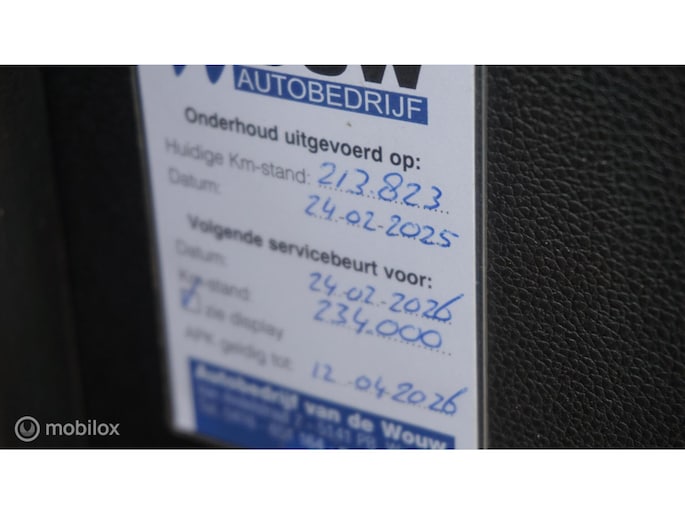 AUTOBEDRIJF
Onderhoud uitgevoerd op:
Huidige Km-stand: 213.823
Datum: 24-02-2025
Volgende servicebeurt voor:
Datum: 24-02-2026
Km-stand: 234.000
zie display
APK geldig tot: 12-04-2026
Autobedrijf van de Wouw
mobilox